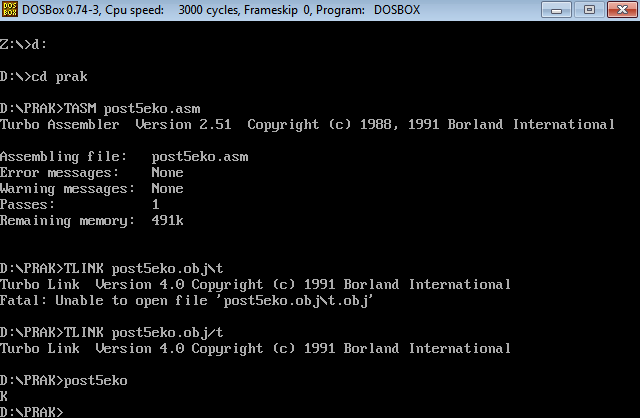 DOSBox 0.74-3, Cpu speed: 3000 cycles, Frameskip 0, Program: DOSBOX
Z:\>d:
D:\>cd prak
D:\PRAK>TASM post5eko.asm
Turbo Assembler Version 2.51 Copyright (c) 1988, 1991 Borland International
Assembling file: post5eko.asm
Error messages: None
Warning messages: None
Passes: 1
Remaining memory: 491k
D:\PRAK>TLINK post5eko.obj\t
Turbo Link Version 4.0 Copyright (c) 1991 Borland International
Fatal: Unable to open file 'post5eko.obj\t.obj'
D:\PRAK>TLINK post5eko.obj/t
Turbo Link Version 4.0 Copyright (c) 1991 Borland International
D:\PRAK>post5eko
K
D:\PRAK>